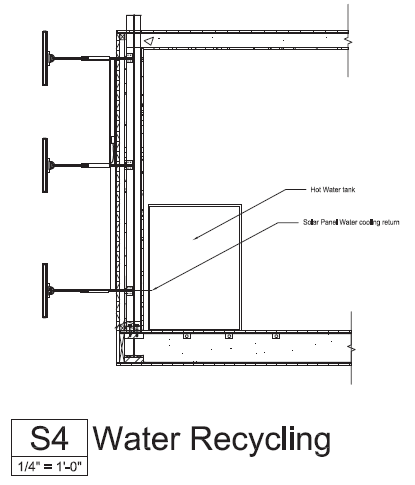 Hot Water tank
Solar Panel Water cooling return
S4 Water Recycling
1/4" = 1'-0"